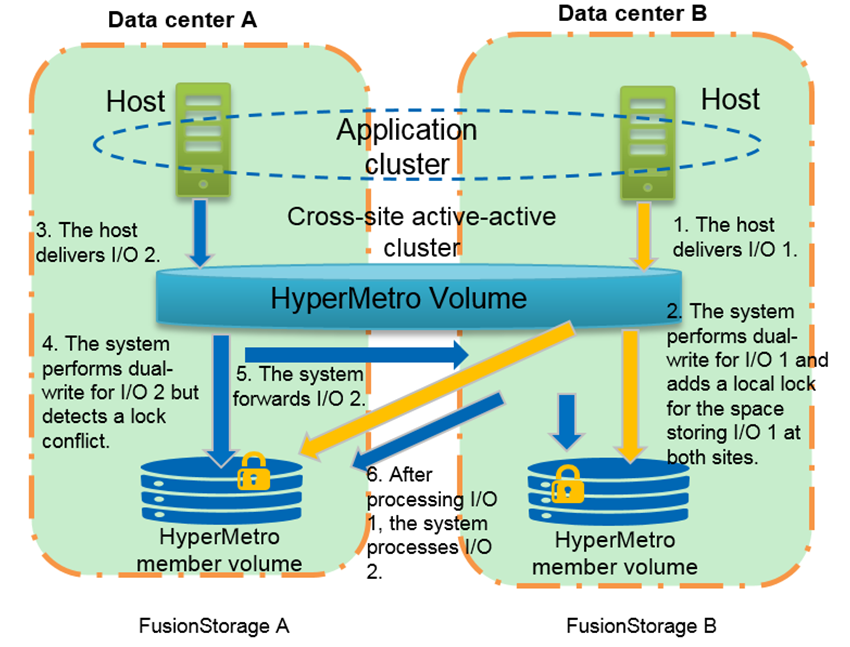 Data center A
Data center B
Host
Host
Application
cluster
Cross-site active-active
cluster
3. The host
delivers I/O 2.
1. The host
delivers I/O 1.
HyperMetro Volume
4. The system
performs dual-
write for I/O 2 but
detects a lock
conflict.
5. The system
forwards I/O 2.
2. The system
performs dual-
write for I/O 1 and
adds a local lock
for the space
storing I/O 1 at
both sites.
6. After
processing I/O
1, the system
processes I/O
2.
HyperMetro
member volume
HyperMetro
member volume
FusionStorage A
FusionStorage B